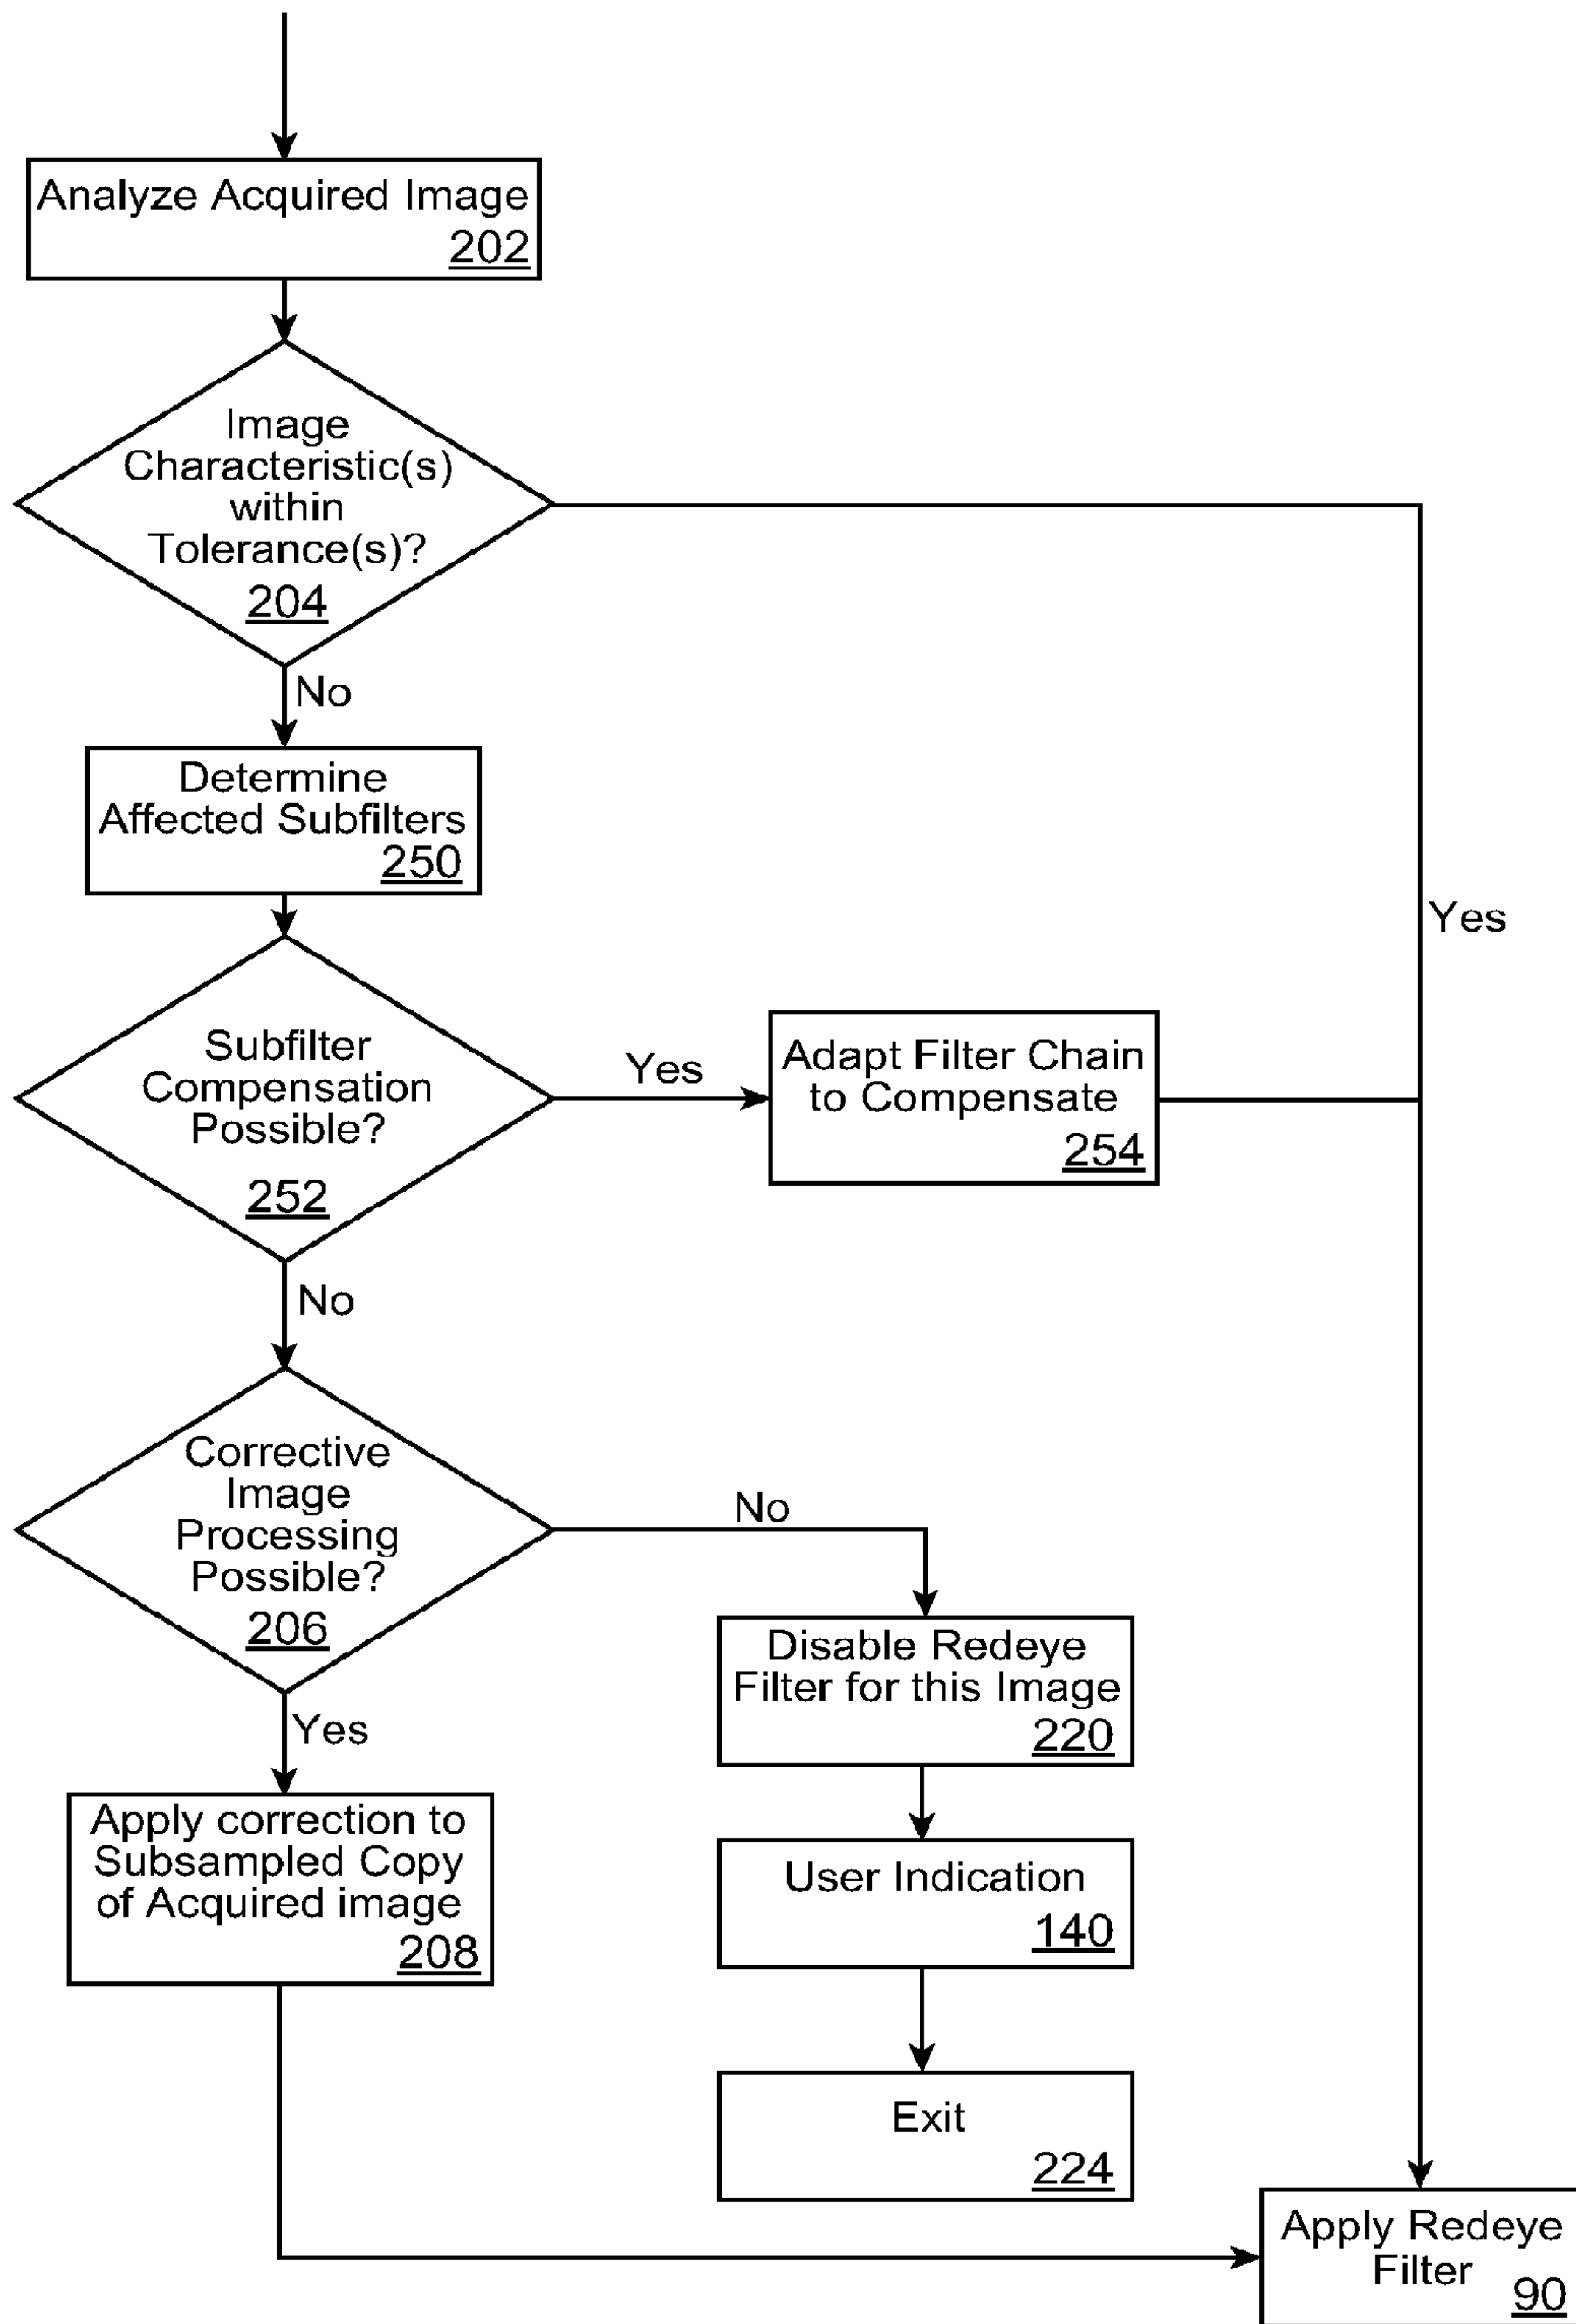 Analyze Acquired Image
202
Image
Characteristic(s)
within
Tolerance(s)?
204
No
Determine
Affected Subfilters
250
Yes
Subfilter
Compensation
Possible?
252
Yes
Adapt Filter Chain
to Compensate
254
No
Corrective
Image
Processing
Possible?
206
No
Disable Redeye
Filter for this Image
220
Yes
Apply correction to
Subsampled Copy
of Acquired image
208
User Indication
140
Exit
224
Apply Redeye
Filter
90